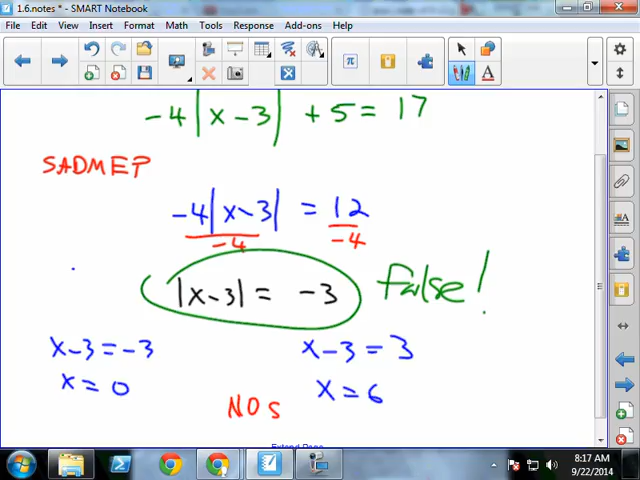 1.6.notes * - SMART Notebook
File Edit View Insert Format Math Tools Response Add-ons Help
-4|x-3| +5 = 17
SADMEP
-4|x-3| = 12
-4 -4
|x-3| = -3 false!
x-3=-3 x-3=3
x=0 x=6
NOS
Extend Page
8:17 AM
9/22/2014